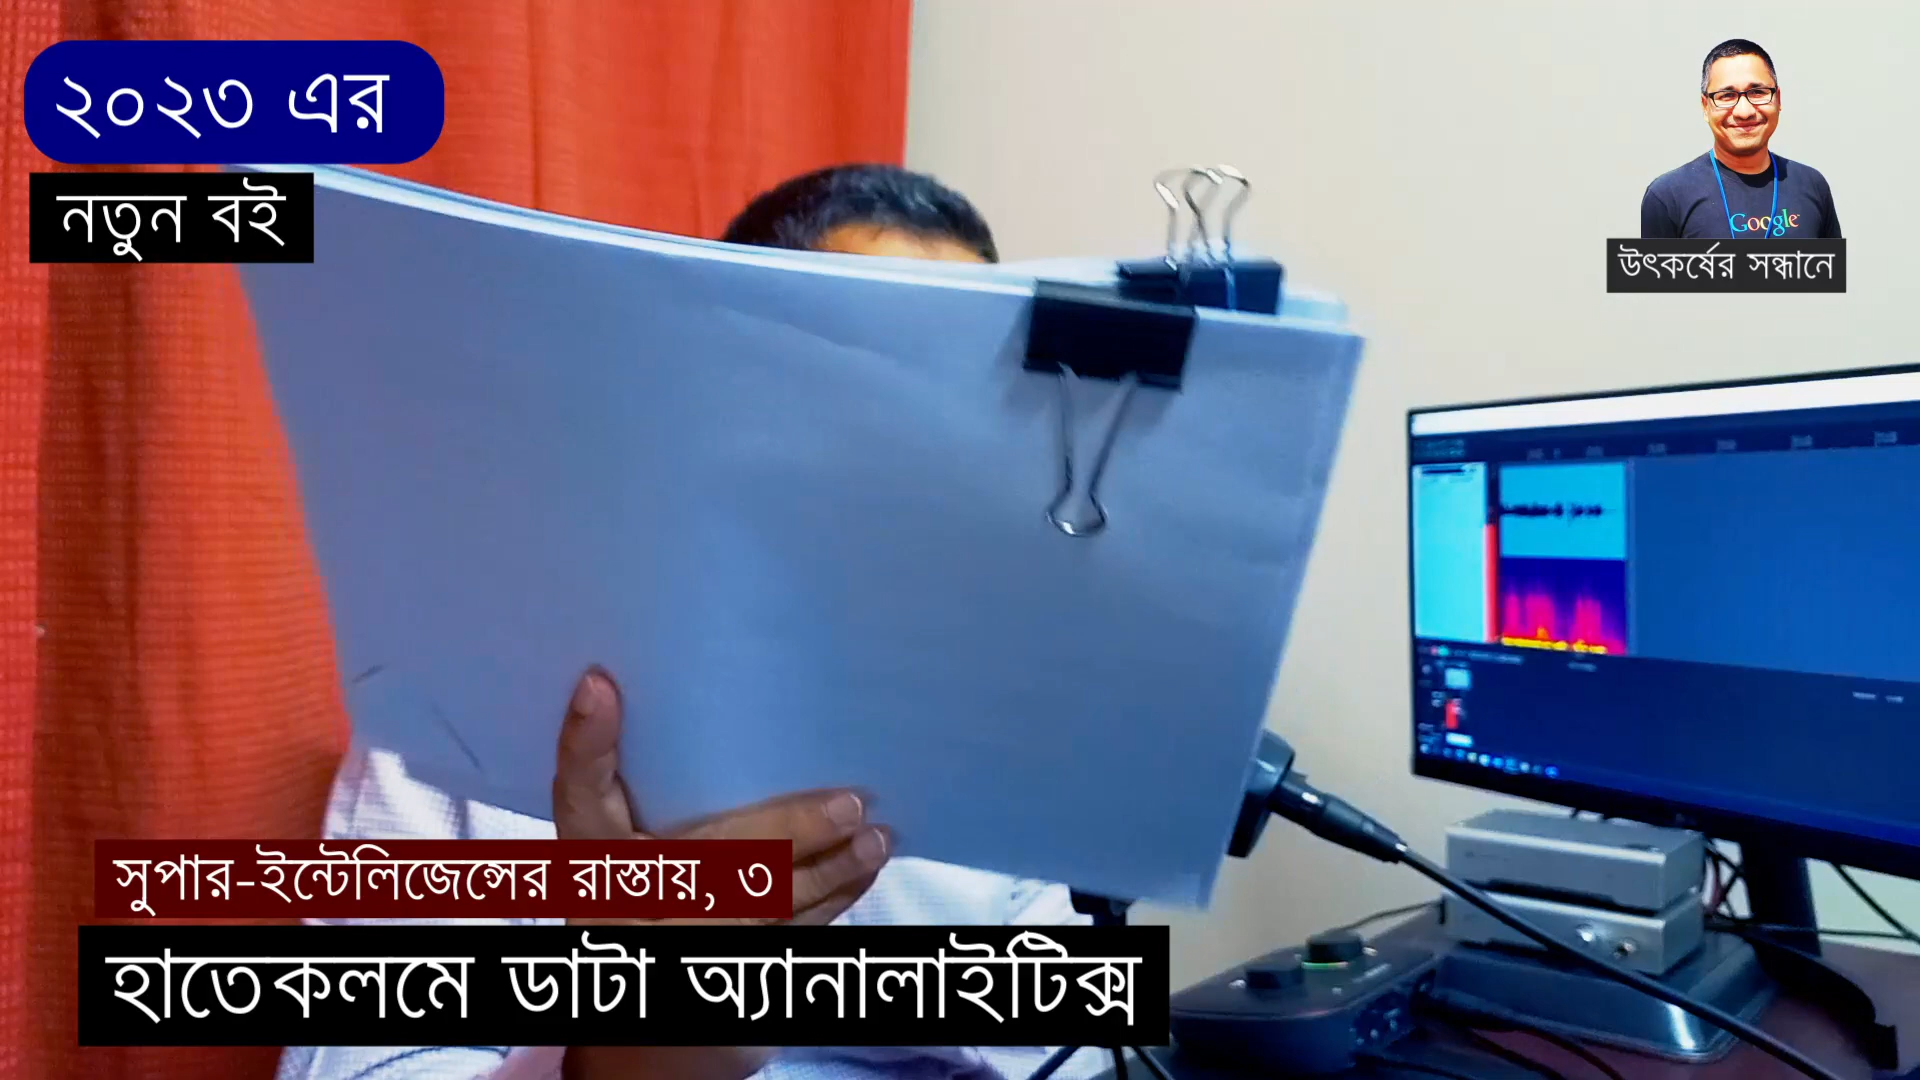 ২০২৩ এর
নতুন বই
Google
উৎকর্ষের সন্ধানে
সুপার-ইন্টেলিজেন্সের রাস্তায়, ৩
হাতেকলমে ডাটা অ্যানালাইটিক্স